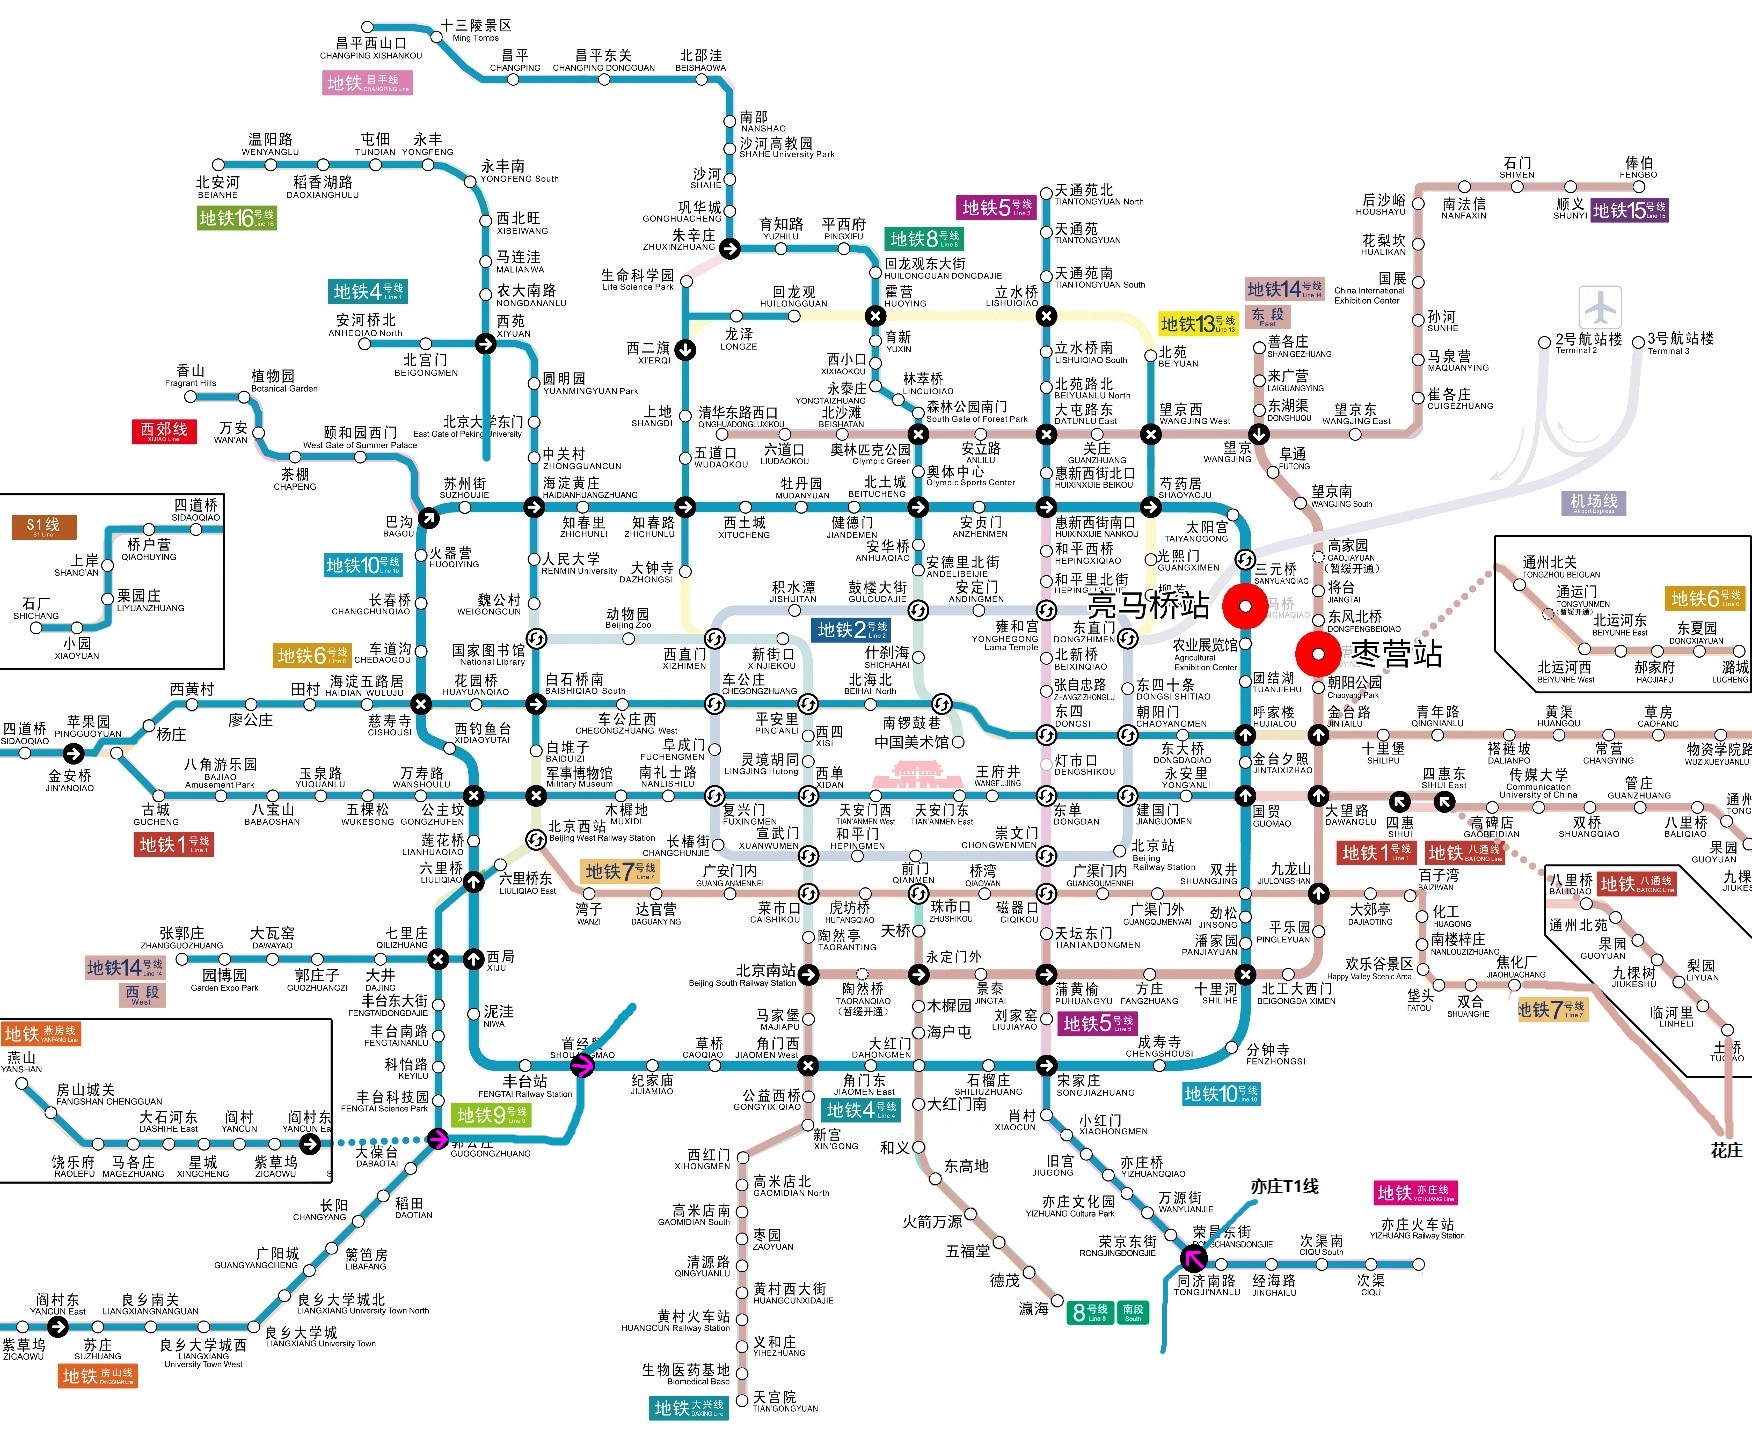 昌平西山口
CHANGPING XISHANKOU
十三陵景区
Ming Tombs
昌平
CHANGPING
昌平东关
CHANGPING DONGGUAN
北邵洼
BEISHAOWA
地铁 昌平线
CHANGPING Line
南邵
NANSHAO
沙河高教园
SHAHE University Park
沙河
SHAHE
巩华城
GONGHUACHENG
朱辛庄
ZHUXINZHUANG
育知路
YUZHILU
平西府
PINGXIFU
地铁8号线
Line 8
回龙观东大街
HUILONGGUAN DONGDAJIE
霍营
HUOYING
育新
YUXIN
西小口
XIXIAOKOU
永泰庄
YONGTAIZHUANG
林萃桥
LINCUIQIAO
森林公园南门
South Gate of Forest Park
生命科学园
Life Science Park
回龙观
HUILONGGUAN
龙泽
LONGZE
西二旗
XI'ERQI
上地
SHANGDI
五道口
WUDAOKOU
温阳路
WENYANGLU
屯佃
TUNDIAN
永丰
YONGFENG
永丰南
YONGFENG South
北安河
BEIANHE
稻香湖路
DAOXIANGHULU
地铁16号线
Line 16
西北旺
XIBEIWANG
马连洼
MALIANWA
农大南路
NONGDANANLU
西苑
XIYUAN
地铁4号线
Line 4
安河桥北
ANHEQIAO North
北宫门
BEIGONGMEN
圆明园
YUANMINGYUAN Park
北京大学东门
East Gate of Peking University
中关村
ZHONGGUANCUN
海淀黄庄
HAIDIANHUANGZHUANG
香山
Fragrant Hills
植物园
Botanical Garden
西郊线
XIJIAO Line
万安
WAN'AN
茶棚
CHAPENG
颐和园西门
West Gate of Summer Palace
巴沟
BAGOU
苏州街
SUZHOUJIE
地铁5号线
Line 5
天通苑北
TIANTONGYUAN North
天通苑
TIANTONGYUAN
天通苑南
TIANTONGYUAN South
立水桥
LISHUIQIAO
立水桥南
LISHUIQIAO South
北苑路北
BEIYUANLU North
大屯路东
DATUNLU East
地铁13号线
Line 13
北苑
BEIYUAN
望京西
WANGJING West
地铁14号线
Line 14
东段
East
善各庄
SHAN'GEZHUANG
来广营
LAIGUANGYING
东湖渠
DONGHUQU
望京
WANGJING
望京东
WANGJING East
石门
SHIMEN
俸伯
FENGBO
后沙峪
HOUSHAYU
南法信
NANFAXIN
顺义
SHUNYI
地铁15号线
Line 15
花梨坎
HUALIKAN
国展
China International
Exhibition Center
孙河
SUNHE
马泉营
MAQUANYING
崔各庄
CUIGEZHUANG
2号航站楼
Terminal 2
3号航站楼
Terminal 3
机场线
Airport Express
清华东路西口
QINGHUADONGLUXIKOU
北沙滩
BEISHATAN
六道口
LIUDAOKOU
奥林匹克公园
Olympic Green
安立路
ANLILU
关庄
GUANZHUANG
奥体中心
Olympic Sports Center
惠新西街北口
HUIXINXIJIE BEIKOU
阜通
FUTONG
望京南
WANGJING South
高家园
GAOJIAYUAN
(暂缓开通)
将台
JIANGTAI
东风北桥
DONGFENGBEIQIAO
枣营站
朝阳公园
Chaoyang Park
金台路
JINTAILU
知春里
ZHICHUNLI
知春路
ZHICHUNLU
西土城
XITUCHENG
牡丹园
MUDANYUAN
健德门
JIANDEMEN
北土城
BEITUCHENG
安贞门
ANZHENMEN
惠新西街南口
HUIXINXIJIE NANKOU
芍药居
SHAOYAOJU
太阳宫
TAIYANGGONG
三元桥
SANYUANQIAO
亮马桥站
农业展览馆
Agricultural
Exhibition Center
团结湖
TUANJIEHU
呼家楼
HUJIALOU
金台夕照
JINTAIXIZHAO
国贸
GUOMAO
地铁10号线
Line 10
火器营
HUOQIYING
长春桥
CHANGCHUNQIAO
车道沟
CHEDAOGOU
慈寿寺
CISHOUSI
西钓鱼台
XIDIAOYUTAI
人民大学
RENMIN University
魏公村
WEIGONGCUN
国家图书馆
National Library
动物园
Beijing Zoo
大钟寺
DAZHONGSI
安华桥
ANHUAQIAO
安德里北街
ANDELIBEIJIE
鼓楼大街
GULOUDAJIE
和平西桥
HEPINGXIQIAO
和平里北街
光熙门
GUANGXIMEN
积水潭
JISHUITAN
安定门
ANDINGMEN
雍和宫
YONGHEGONG
Lama Temple
东直门
DONGZHIMEN
地铁2号线
Line 2
西直门
XIZHIMEN
新街口
XINJIEKOU
什刹海
SHICHAHAI
北新桥
BEIXINQIAO
张自忠路
ZHANGZIZHONGLU
东四十条
DONGSI SHITIAO
S1线
S1 Line
四道桥
SIDAOQIAO
桥户营
QIAOHUYING
上岸
SHANG'AN
栗园庄
LIYUANZHUANG
石厂
SHICHANG
小园
XIAOYUAN
地铁6号线
Line 6
海淀五路居
HAIDIAN WULUJU
花园桥
HUAYUANQIAO
白石桥南
BAISHIQIAO South
车公庄西
CHEGONGZHUANG West
车公庄
CHEGONGZHUANG
平安里
PING'ANLI
北海北
BEIHAI North
南锣鼓巷
中国美术馆
东四
DONGSI
朝阳门
CHAOYANGMEN
东大桥
DONGDAQIAO
西黄村
廖公庄
田村
杨庄
苹果园
PINGGUOYUAN
四道桥
SIDAOQIAO
金安桥
JIN'ANQIAO
古城
GUCHENG
地铁1号线
Line 1
八角游乐园
BAJIAO
Amusement Park
八宝山
BABAOSHAN
玉泉路
YUQUANLU
五棵松
WUKESONG
万寿路
WANSHOULU
公主坟
GONGZHUFEN
白堆子
BAIDUIZI
军事博物馆
Military Museum
木樨地
MUXIDI
南礼士路
NANLISHILU
阜成门
FUCHENGMEN
复兴门
FUXINGMEN
灵境胡同
LINGJING Hutong
西四
XISI
西单
XIDAN
天安门西
TIAN'ANMEN West
天安门东
TIAN'ANMEN East
王府井
WANGFUJING
灯市口
DENGSHIKOU
东单
DONGDAN
建国门
JIANGUOMEN
永安里
YONG'ANLI
大望路
DAWANGLU
四惠
SIHUI
四惠东
SIHUI East
地铁1号线
Line 1
地铁 八通线
BATONG Line
十里堡
SHILIPU
青年路
QINGNIANLU
褡裢坡
DALIANPO
黄渠
HUANGQU
常营
CHANGYING
草房
CAOFANG
物资学院路
高碑店
GAOBEIDIAN
传媒大学
Communication
University of China
双桥
SHUANGQIAO
管庄
GUANZHUANG
八里桥
BALIQIAO
果园
GUOYUAN
通州北关
TONGZHOU BEIGUAN
通运门
TONGYUNMEN
(暂缓开通)
北运河西
BEIYUNHE West
北运河东
BEIYUNHE East
郝家府
HAOJIAFU
东夏园
DONGXIAYUAN
潞城
LUCHENG
地铁6号线
Line 6
莲花桥
LIANHUAQIAO
六里桥
LIULIQIAO
六里桥东
LIULIQIAO East
北京西站
Beijing West Railway Station
地铁7号线
Line 7
湾子
WANZI
达官营
DAGUANYING
广安门内
GUANG'ANMENNEI
长椿街
CHANGCHUNJIE
宣武门
XUANWUMEN
和平门
HEPINGMEN
前门
QIANMEN
崇文门
CHONGWENMEN
北京站
Beijing
Railway Station
菜市口
CAISHIKOU
虎坊桥
HUFANGQIAO
珠市口
ZHUSHIKOU
桥湾
QIAOWAN
磁器口
CIQIKOU
广渠门内
GUANGQUMENNEI
广渠门外
GUANGQUMENWAI
双井
SHUANGJING
九龙山
JIULONGSHAN
大郊亭
DAJIAOTING
百子湾
BAIZIWAN
化工
HUAGONG
南楼梓庄
NANLOUZIZHUANG
欢乐谷景区
Happy Valley Scenic Area
垡头
FATOU
双合
SHUANGHE
焦化厂
JIAOHUACHANG
地铁7号线
Line 7
八里桥
BALIQIAO
地铁 八通线
BATONG Line
通州北苑
果园
GUOYUAN
九棵树
JIUKESHU
梨园
LIYUAN
临河里
LINHELI
土桥
花庄
陶然亭
TAORANTING
天桥
天坛东门
TIANTANDONGMEN
劲松
JINSONG
潘家园
PANJIAYUAN
平乐园
PINGLEYUAN
北京南站
Beijing South Railway Station
陶然桥
TAORANQIAO
(暂缓开通)
永定门外
景泰
JINGTAI
蒲黄榆
PUHUANGYU
方庄
FANGZHUANG
十里河
SHILIHE
北工大西门
BEIGONGDA XIMEN
张郭庄
ZHANGGUOZHUANG
园博园
Garden Expo Park
大瓦窑
DAWAYAO
郭庄子
GUOZHUANGZI
大井
DAJING
七里庄
QILIZHUANG
西局
XIJU
地铁14号线
Line 14
西段
West
丰台东大街
FENGTAIDONGDAJIE
丰台南路
FENGTAINANLU
科怡路
KEYILU
丰台科技园
FENGTAI Science Park
地铁9号线
Line 9
GUOGONGZHUANG
泥洼
NIWA
丰台站
FENGTAI Railway Station
纪家庙
JIJIAMIAO
草桥
CAOQIAO
角门西
JIAOMEN West
马家堡
MAJIAPU
角门东
JIAOMEN East
大红门
DAHONGMEN
石榴庄
SHILIUZHUANG
木樨园
海户屯
刘家窑
LIUJIAYAO
地铁5号线
Line 5
宋家庄
SONGJIAZHUANG
成寿寺
CHENGSHOUSI
分钟寺
FENZHONGSI
地铁10号线
Line 10
公益西桥
GONGYIXIQIAO
地铁4号线
Line 4
新宫
XIN'GONG
大红门南
和义
东高地
火箭万源
五福堂
德茂
瀛海
8号线
Line 8
南段
South
西红门
XIHONGMEN
高米店北
GAOMIDIAN North
高米店南
GAOMIDIAN South
枣园
ZAOYUAN
清源路
QINGYUANLU
黄村西大街
HUANGCUNXIDAJIE
黄村火车站
HUANGCUN Railway Station
义和庄
YIHEZHUANG
生物医药基地
Biomedical Base
天宫院
TIAN'GONGYUAN
地铁 大兴线
DAXING Line
肖村
XIAOCUN
小红门
XIAOHONGMEN
旧宫
JIUGONG
亦庄桥
YIZHUANGQIAO
亦庄文化园
YIZHUANG Culture Park
万源街
WANYUANJIE
荣京东街
RONGJINGDONGJIE
荣昌东街
同济南路
TONGJI'NANLU
经海路
JINGHAILU
次渠南
CIQU South
次渠
CIQU
亦庄火车站
YIZHUANG Railway Station
地铁 亦庄线
YIZHUANG Line
亦庄T1线
地铁 燕房线
YANFANG Line
燕山
YANSHAN
房山城关
FANGSHAN CHENGGUAN
饶乐府
RAOLEFU
大石河东
DASHIHE East
马各庄
MAGEZHUANG
星城
XINGCHENG
阎村
YANCUN
紫草坞
ZICAOWU
阎村东
大葆台
DABAOTAI
稻田
DAOTIAN
长阳
CHANGYANG
篱笆房
LIBAFANG
广阳城
GUANGYANGCHENG
良乡大学城北
LIANGXIANG University Town North
良乡大学城
LIANGXIANG University Town
良乡大学城西
LIANGXIANG
University Town West
良乡南关
LIANGXIANGNANGUAN
苏庄
SUZHUANG
阎村东
YANCUN East
紫草坞
ZICAOWU
地铁 房山线
FANGSHAN Line